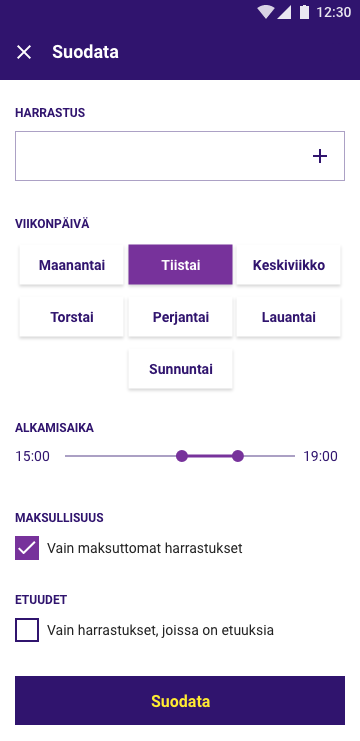 12:30
Suodata
HARRASTUS
VIIKONPÄIVÄ
Maanantai Tiistai Keskiviikko
Torstai Perjantai Lauantai
Sunnuntai
ALKAMISAIKA
15:00 19:00
MAKSULLISUUS
Vain maksuttomat harrastukset
ETUUDET
Vain harrastukset, joissa on etuuksia
Suodata